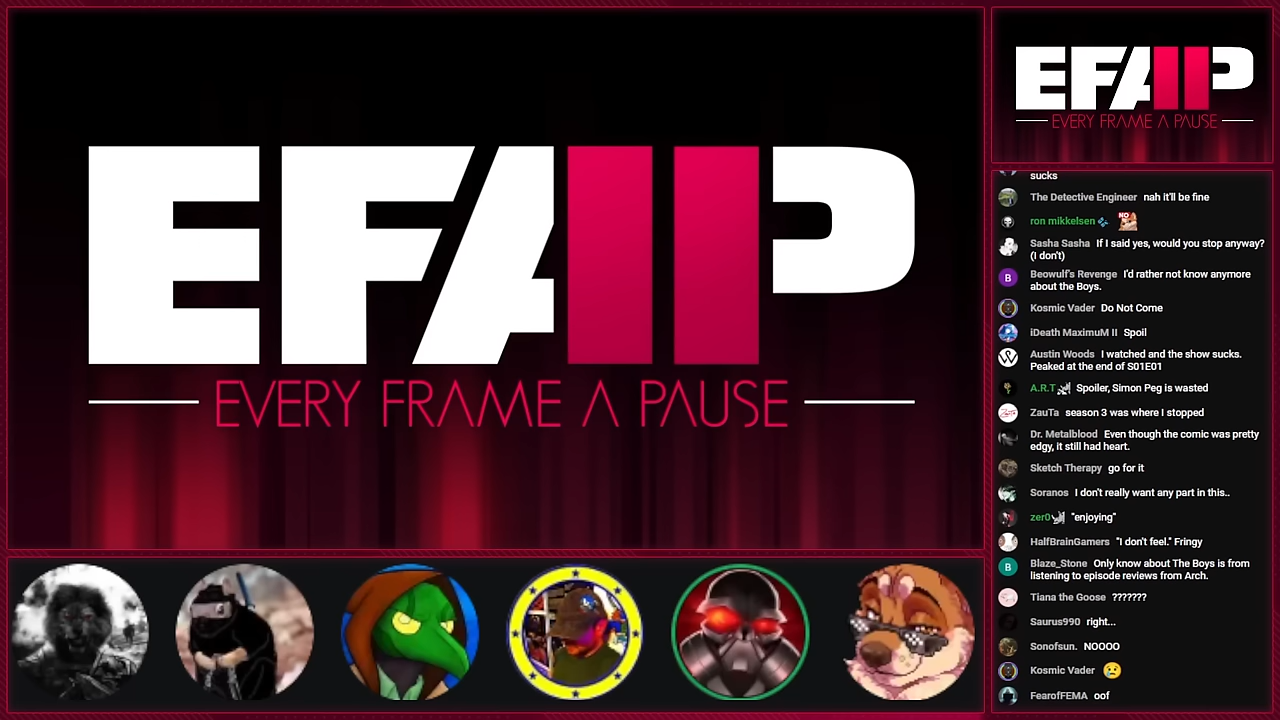 EFAP
EVERY FRAME A PAUSE
EFAP
EVERY FRAME A PAUSE
sucks
The Detective Engineer nah it'll be fine
ron mikkelsen NO
Sasha Sasha If I said yes, would you stop anyway?
(I don't)
B Beowulf's Revenge I'd rather not know anymore
about the Boys.
Kosmic Vader Do Not Come
iDeath MaximuM II Spoil
Austin Woods I watched and the show sucks.
Peaked at the end of S01E01
A.R.T Spoiler, Simon Peg is wasted
ZauTa season 3 was where I stopped
Dr. Metalblood Even though the comic was pretty
edgy, it still had heart.
Sketch Therapy go for it
Soranos I don't really want any part in this..
zer0 "enjoying"
HalfBrainGamers "I don't feel." Fringy
B Blaze_Stone Only know about The Boys is from
listening to episode reviews from Arch.
Tiana the Goose ???????
Saurus990 right...
Sonofsun. NOOOO
Kosmic Vader 😢
FearofFEMA oof